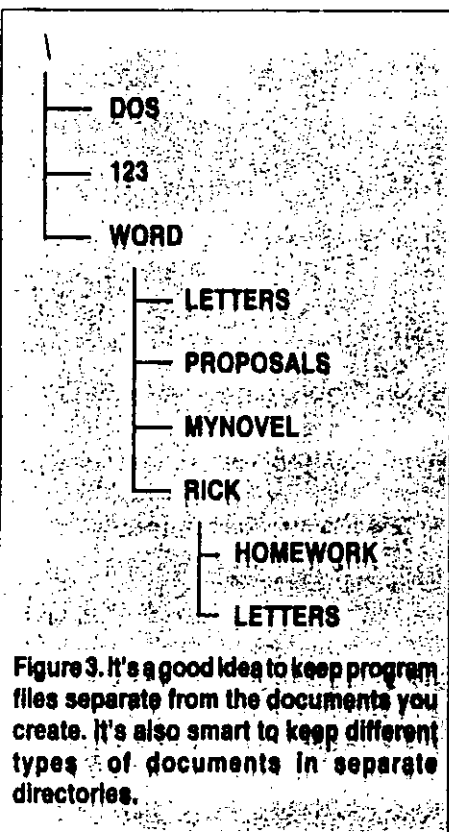 \
DOS
123
WORD
LETTERS
PROPOSALS
MYNOVEL
RICK
HOMEWORK
LETTERS
Figure 3. It's a good idea to keep program
files separate from the documents you
create. It's also smart to keep different
types of documents in separate
directories.